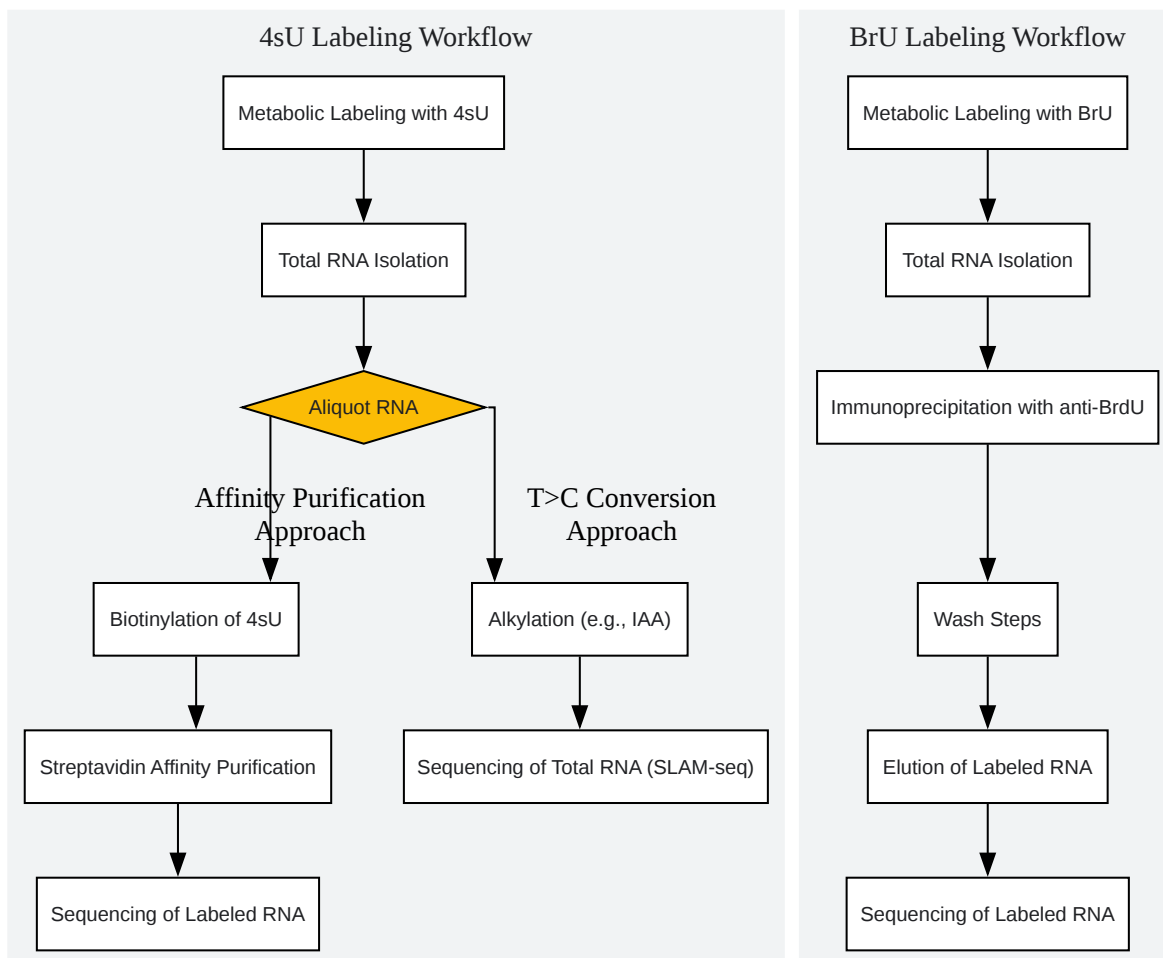 4sU Labeling Workflow
Metabolic Labeling with 4sU
Total RNA Isolation
Aliquot RNA
Affinity Purification
Approach
T>C Conversion
Approach
Biotinylation of 4sU
Alkylation (e.g., IAA)
Streptavidin Affinity Purification
Sequencing of Total RNA (SLAM-seq)
Sequencing of Labeled RNA
BrU Labeling Workflow
Metabolic Labeling with BrU
Total RNA Isolation
Immunoprecipitation with anti-BrdU
Wash Steps
Elution of Labeled RNA
Sequencing of Labeled RNA